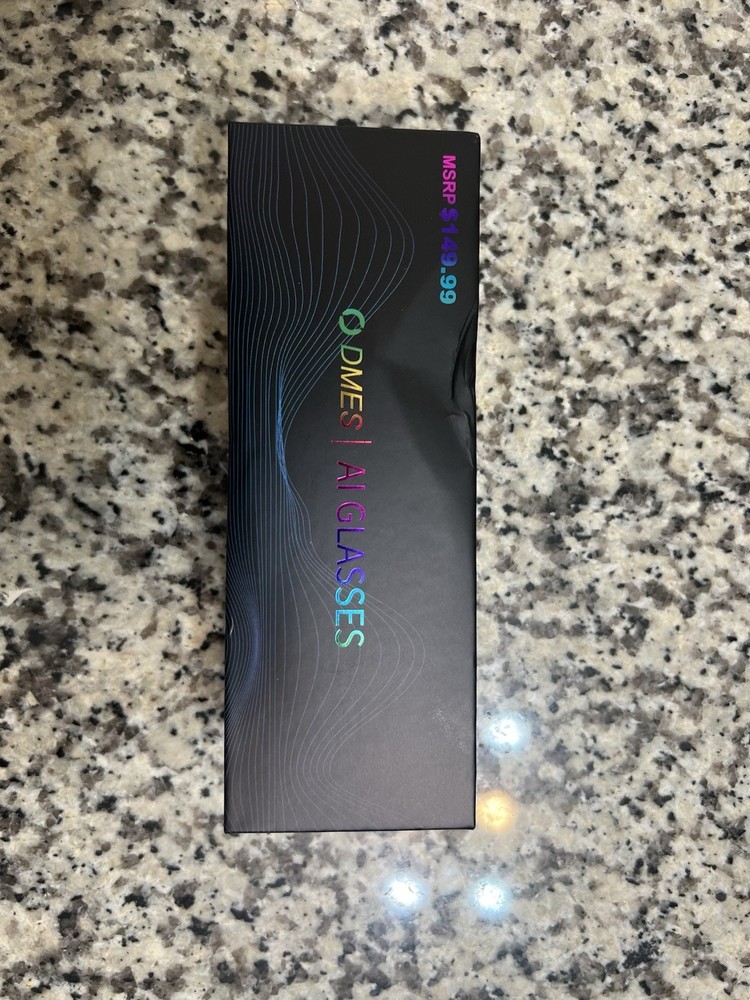 MSRP $149.99
DMES | AI GLASSES